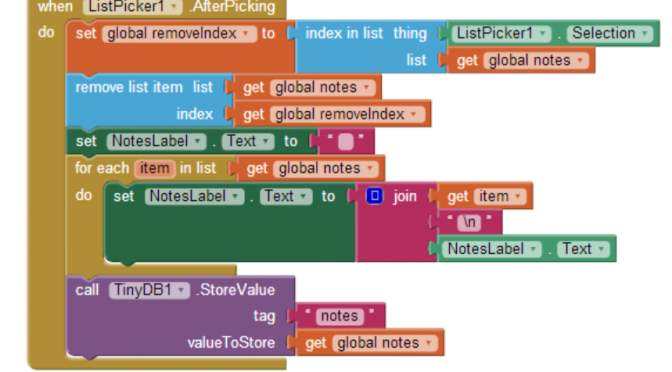 when ListPicker1 .AfterPicking
do set global removeIndex to index in list thing ListPicker1 . Selection
list get global notes
remove list item list get global notes
index get global removeIndex
set NotesLabel . Text to " "
for each item in list get global notes
do set NotesLabel . Text to join get item
" \n "
NotesLabel . Text
call TinyDB1 .StoreValue
tag " notes "
valueToStore get global notes